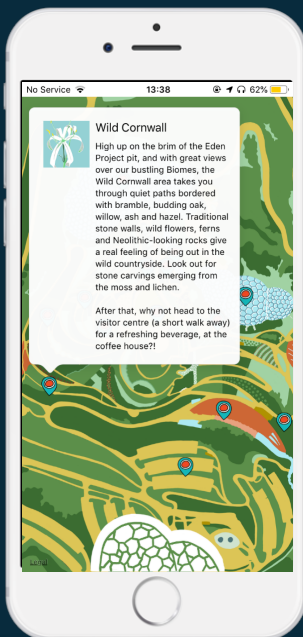 No Service 13:38 62%
Wild Cornwall
High up on the brim of the Eden
Project pit, and with great views
over our bustling Biomes, the
Wild Cornwall area takes you
through quiet paths bordered
with bramble, budding oak,
willow, ash and hazel. Traditional
stone walls, wild flowers, ferns
and Neolithic-looking rocks give
a real feeling of being out in the
wild countryside. Look out for
stone carvings emerging from
the moss and lichen.
After that, why not head to the
visitor centre (a short walk away)
for a refreshing beverage, at the
coffee house?!
Legal